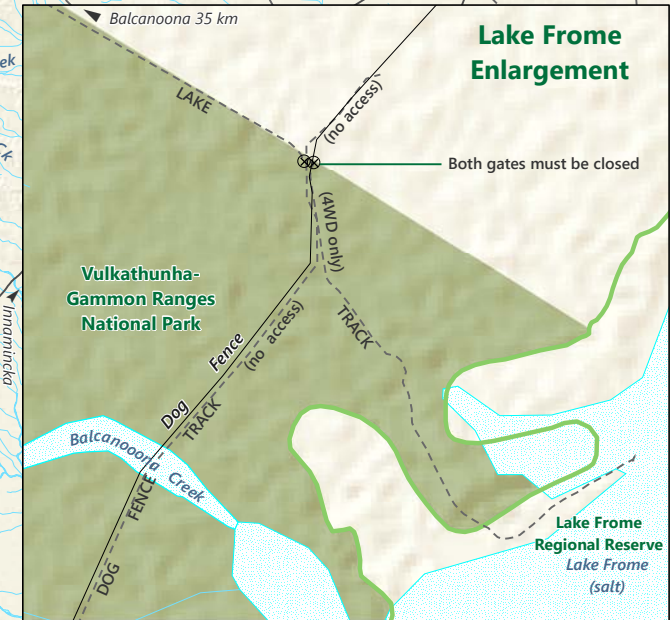 Balcanoona 35 km
Lake Frome
Enlargement
ek
LAKE
(no access)
Both gates must be closed
Ck
(4WD only)
Vulkathunha-
Gammon Ranges
National Park
Innamincka
TRACK
Dog Fence
(no access)
TRACK
Balcanooona Creek
FENCE
DOG
Lake Frome
Regional Reserve
Lake Frome
(salt)